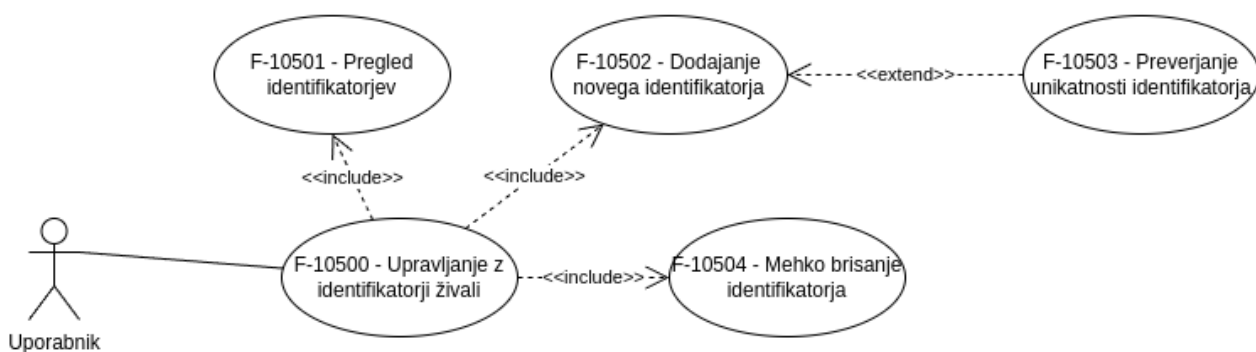 F-10501 - Pregled
identifikatorjev
F-10502 - Dodajanje
novega identifikatorja
<<extend>>
F-10503 - Preverjanje
unikatnosti identifikatorja
<<include>>
<<include>>
F-10500 - Upravljanje z
identifikatorji živali
<<include>>
F-10504 - Mehko brisanje
identifikatorja
Uporabnik